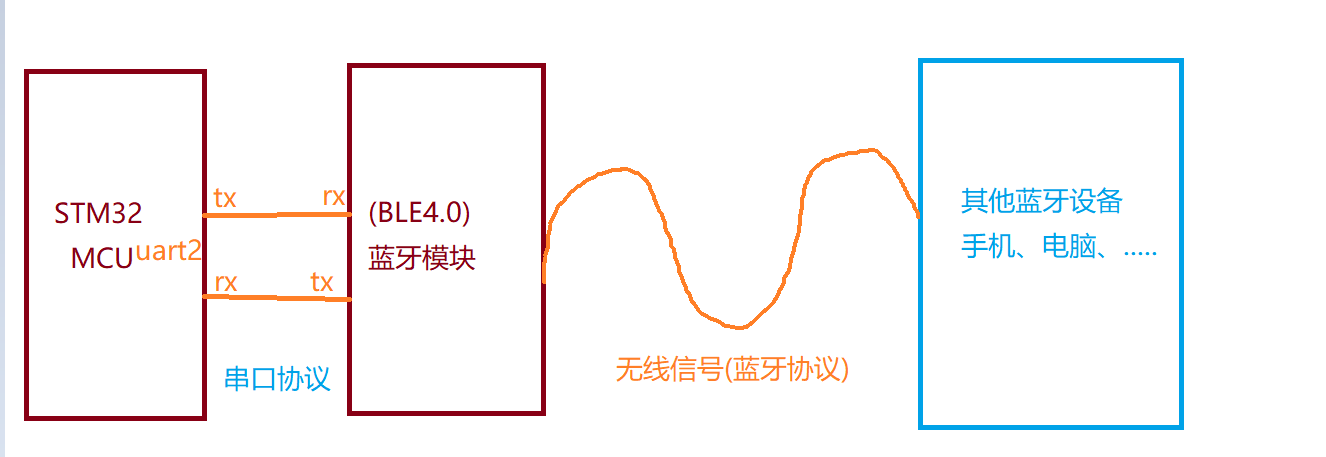 STM32
MCU
uart2
tx
rx
rx
tx
串口协议
(BLE4.0)
蓝牙模块
无线信号(蓝牙协议)
其他蓝牙设备
手机、电脑、.....